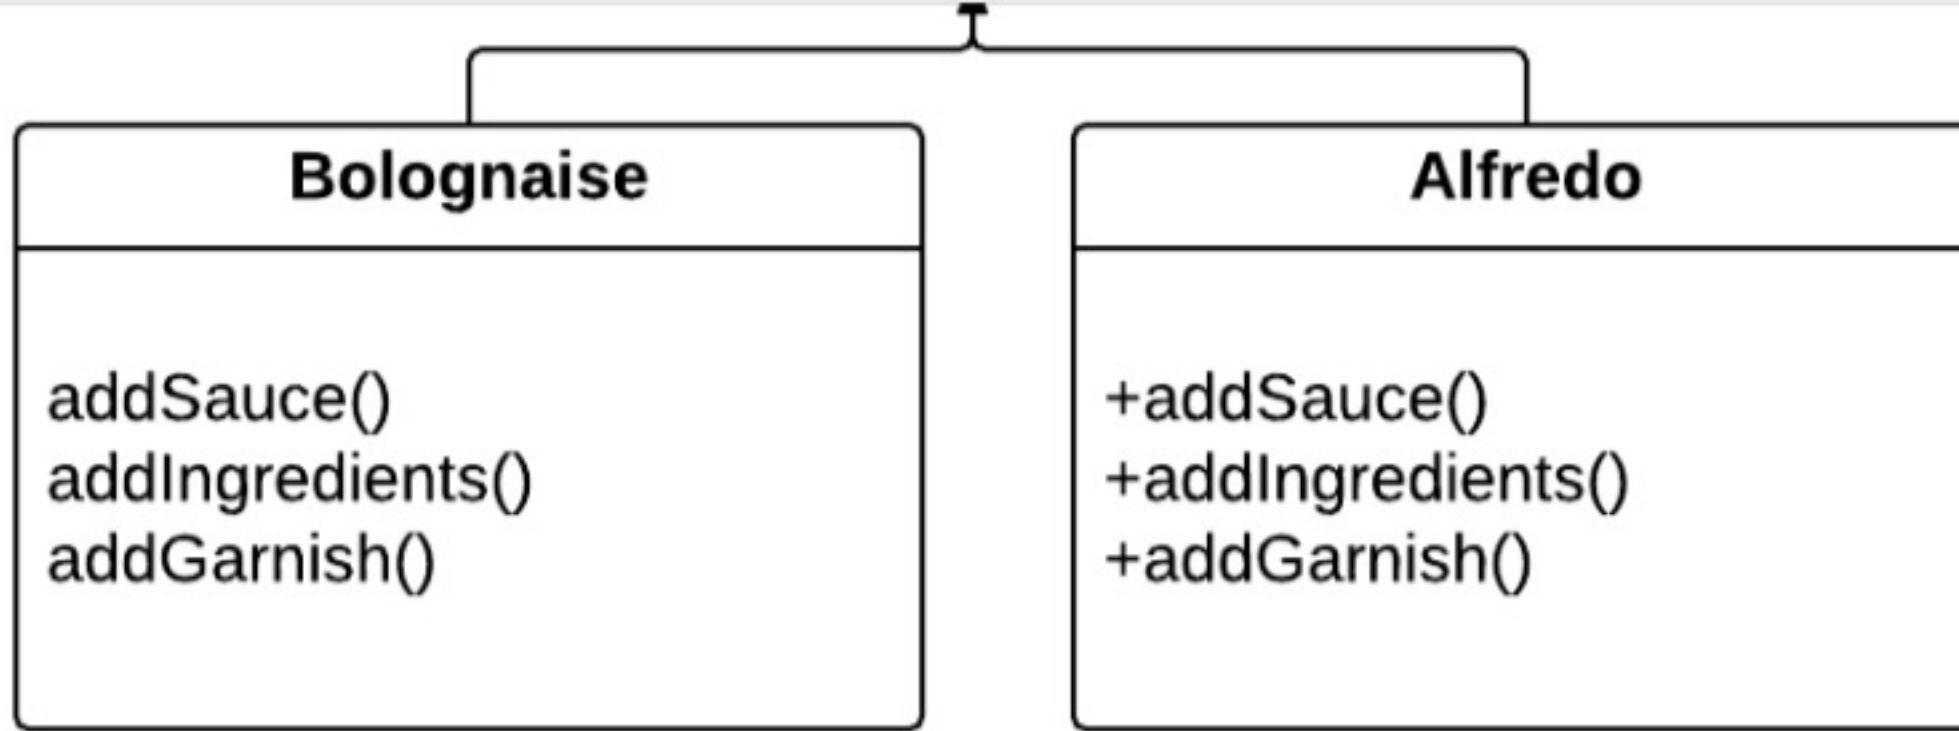 Bolognaise
addSauce()
addIngredients()
addGarnish()
Alfredo
+addSauce()
+addIngredients()
+addGarnish()